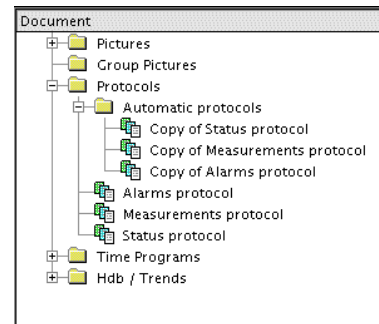 Document
Pictures
Group Pictures
Protocols
Automatic protocols
Copy of Status protocol
Copy of Measurements protocol
Copy of Alarms protocol
Alarms protocol
Measurements protocol
Status protocol
Time Programs
Hdb / Trends